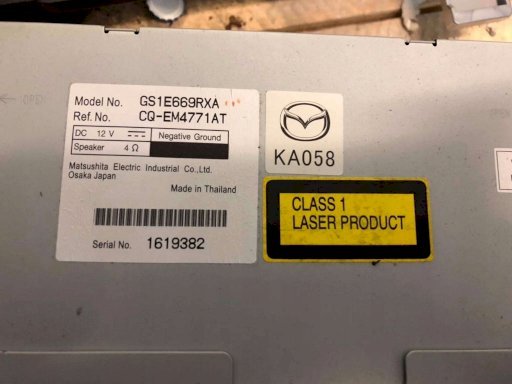 OPEN
Model No. GS1E669RXA
Ref. No. CQ-EM4771AT
DC 12 V Negative Ground
Speaker 4 Ω
Matsushita Electric Industrial Co.,Ltd.
Osaka Japan
Made in Thailand
Serial No. 1619382
KA058
CLASS 1
LASER PRODUCT